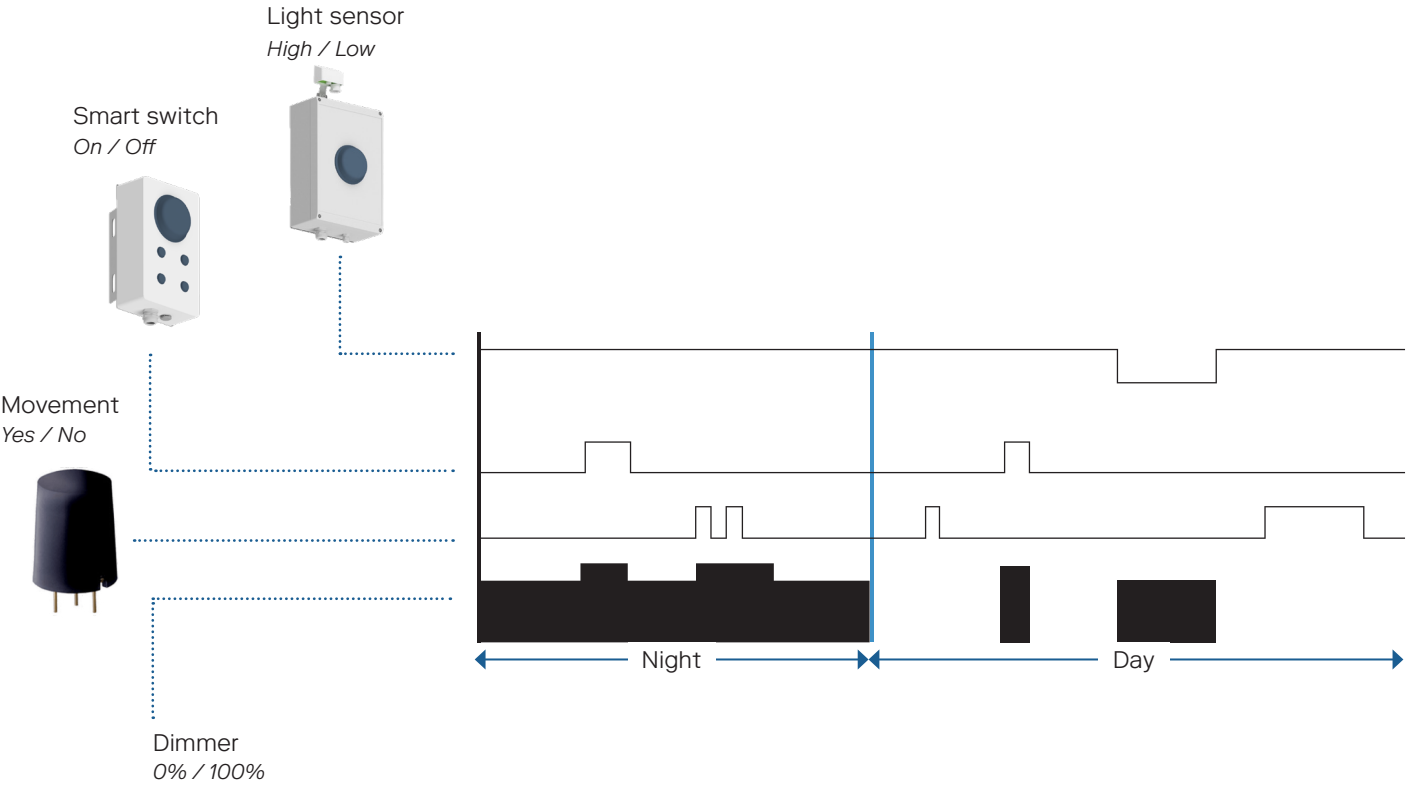 Light sensor
High / Low
Smart switch
On / Off
Movement
Yes / No
Night
Day
Dimmer
0% / 100%